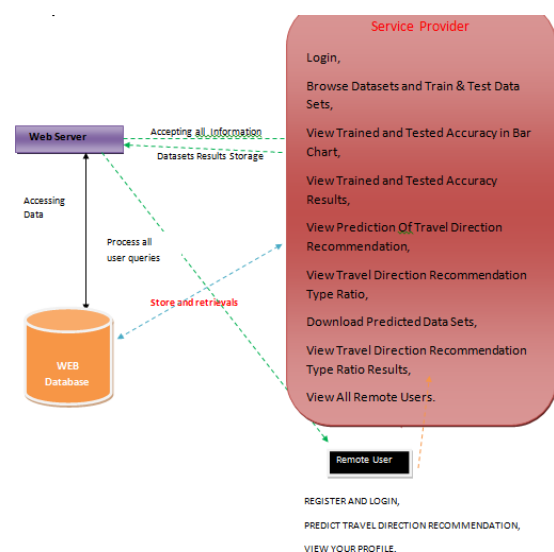 Service Provider
Login,
Browse Datasets and Train & Test Data
Sets,
View Trained and Tested Accuracy in Bar
Chart,
View Trained and Tested Accuracy
Results,
View Prediction Of Travel Direction
Recommendation,
View Travel Direction Recommendation
Type Ratio,
Download Predicted Data Sets,
View Travel Direction Recommendation
Type Ratio Results,
View All Remote Users.
Web Server
Accepting all Information
Datasets Results Storage
Accessing
Data
Process all
user queries
Store and retrievals
WEB
Database
Remote User
REGISTER AND LOGIN,
PREDICT TRAVEL DIRECTION RECOMMENDATION,
VIEW YOUR PROFILE.